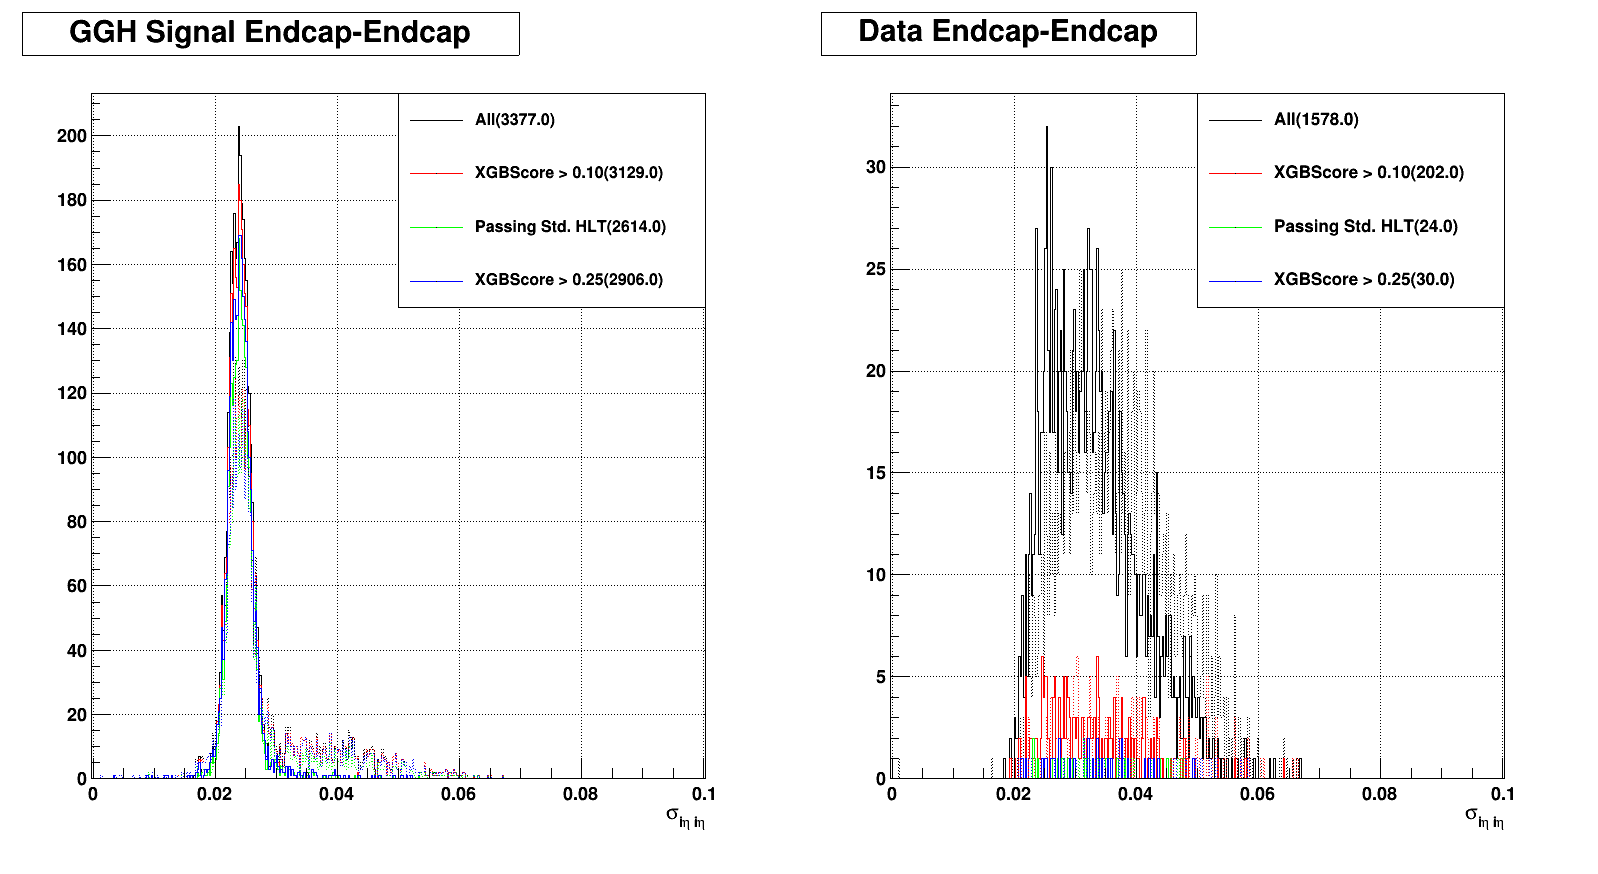 GGH Signal Endcap-Endcap
All(3377.0)
XGBScore > 0.10(3129.0)
Passing Std. HLT(2614.0)
XGBScore > 0.25(2906.0)
200
180
160
140
120
100
80
60
40
20
0
0 0.02 0.04 0.06 0.08 0.1
σiη iη
Data Endcap-Endcap
All(1578.0)
XGBScore > 0.10(202.0)
Passing Std. HLT(24.0)
XGBScore > 0.25(30.0)
30
25
20
15
10
5
0
0 0.02 0.04 0.06 0.08 0.1
σiη iη